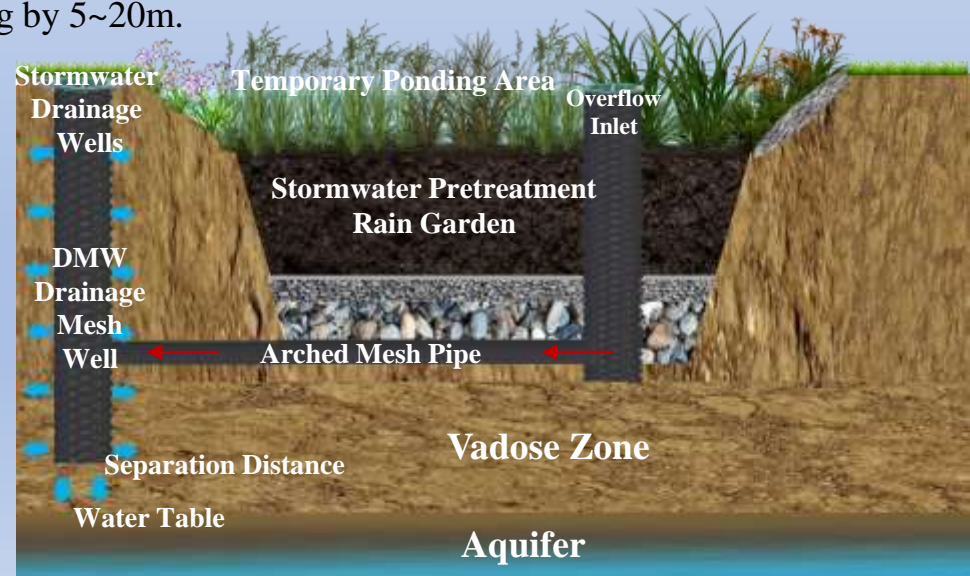 g by 5~20m.
Stormwater
Drainage
Wells
Temporary Ponding Area
Overflow
Inlet
Stormwater Pretreatment
Rain Garden
DMW
Drainage
Mesh
Well
Arched Mesh Pipe
Vadose Zone
Separation Distance
Water Table
Aquifer